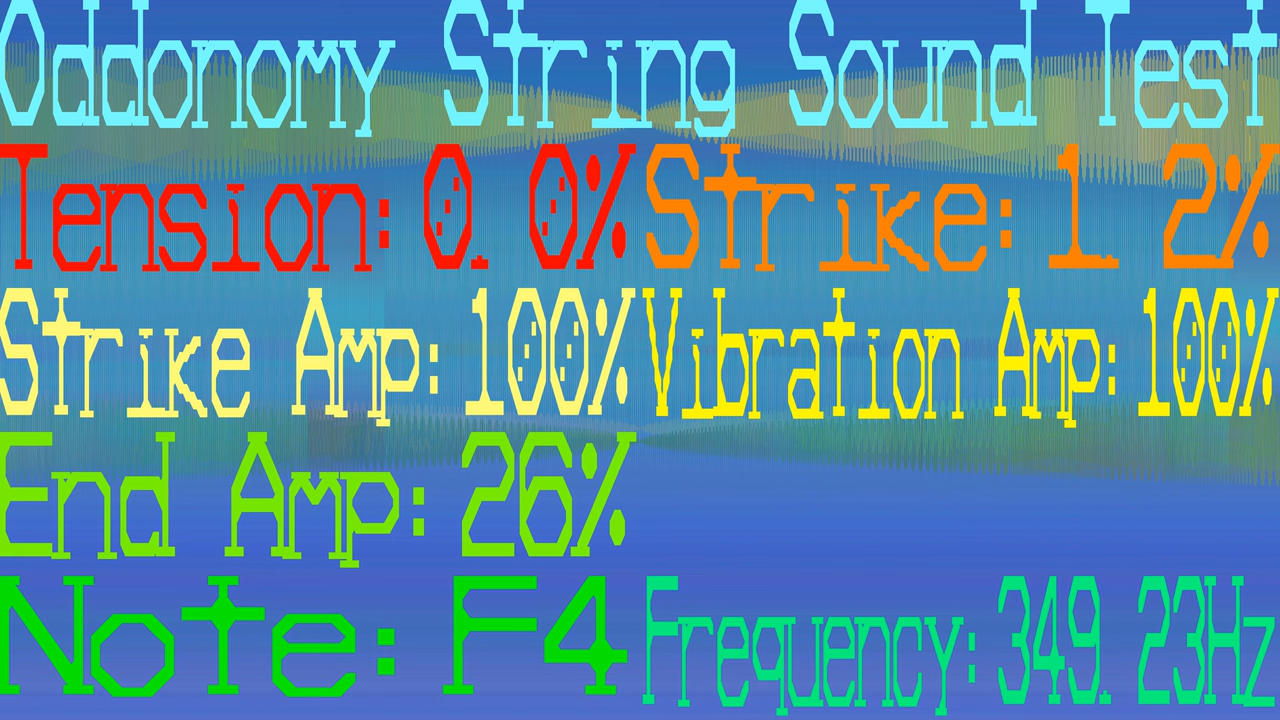 Oddonomy String Sound Test
Tension: 0.0% Strike: 1.2%
Strike Amp: 100% Vibration Amp: 100%
End Amp: 26%
Note: F4 Frequency: 349.23Hz